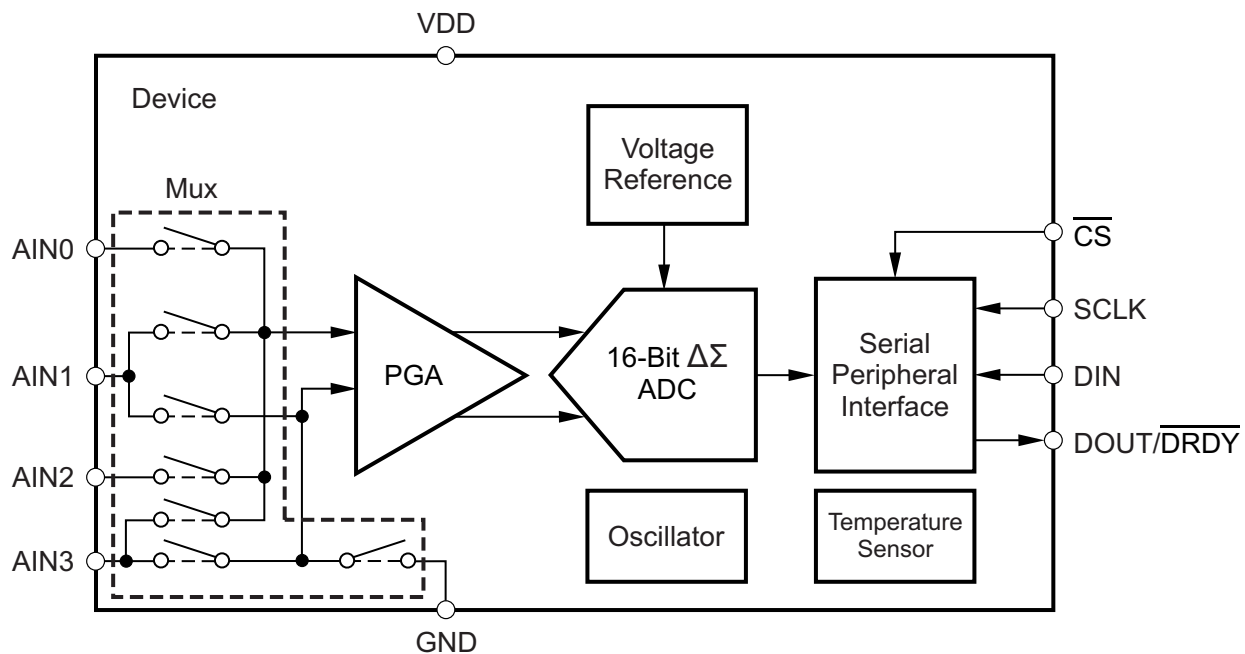 VDD
Device
Voltage
Reference
Mux
AIN0
CS
SCLK
AIN1
PGA
16-Bit ΔΣ
ADC
Serial
Peripheral
Interface
DIN
DOUT/DRDY
AIN2
AIN3
Oscillator
Temperature
Sensor
GND